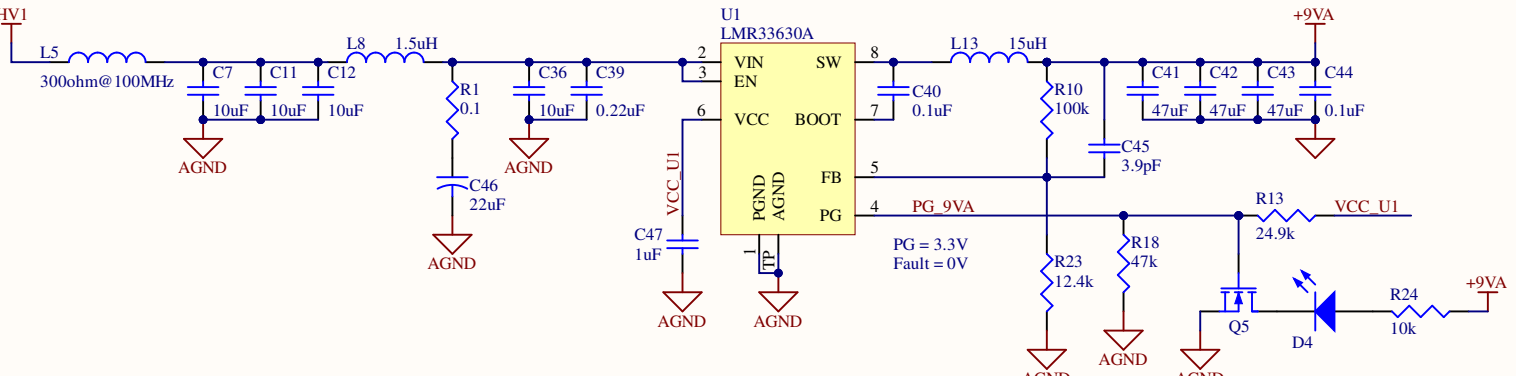 HV1
L5
300ohm@100MHz
C7
10uF
C11
10uF
C12
10uF
AGND
L8 1.5uH
R1
0.1
C46
22uF
AGND
C36
10uF
C39
0.22uF
AGND
U1
LMR33630A
2 VIN
3 EN
6 VCC
VCC_U1
C47
1uF
AGND
PGND
AGND
1
TP
AGND
SW 8
BOOT 7
FB 5
PG 4
C40
0.1uF
L13 15uH
R10
100k
C45
3.9pF
C41
47uF
C42
47uF
C43
47uF
C44
0.1uF
+9VA
PG_9VA
PG = 3.3V
Fault = 0V
R23
12.4k
AGND
R18
47k
AGND
R13
24.9k
VCC_U1
Q5
AGND
D4
R24
10k
+9VA